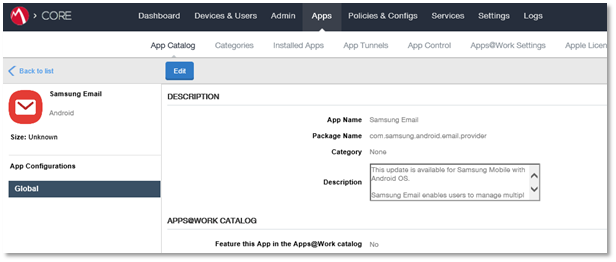 CORE
Dashboard Devices & Users Admin Apps Policies & Configs Services Settings Logs
App Catalog Categories Installed Apps App Tunnels App Control Apps@Work Settings Apple Licen
Back to list
Edit
Samsung Email
Android
Size: Unknown
App Configurations
Global
DESCRIPTION
App Name Samsung Email
Package Name com.samsung.android.email.provider
Category None
Description
This update is available for Samsung Mobile with
Android OS.
Samsung Email enables users to manage multipl
APPS@WORK CATALOG
Feature this App in the Apps@Work catalog No